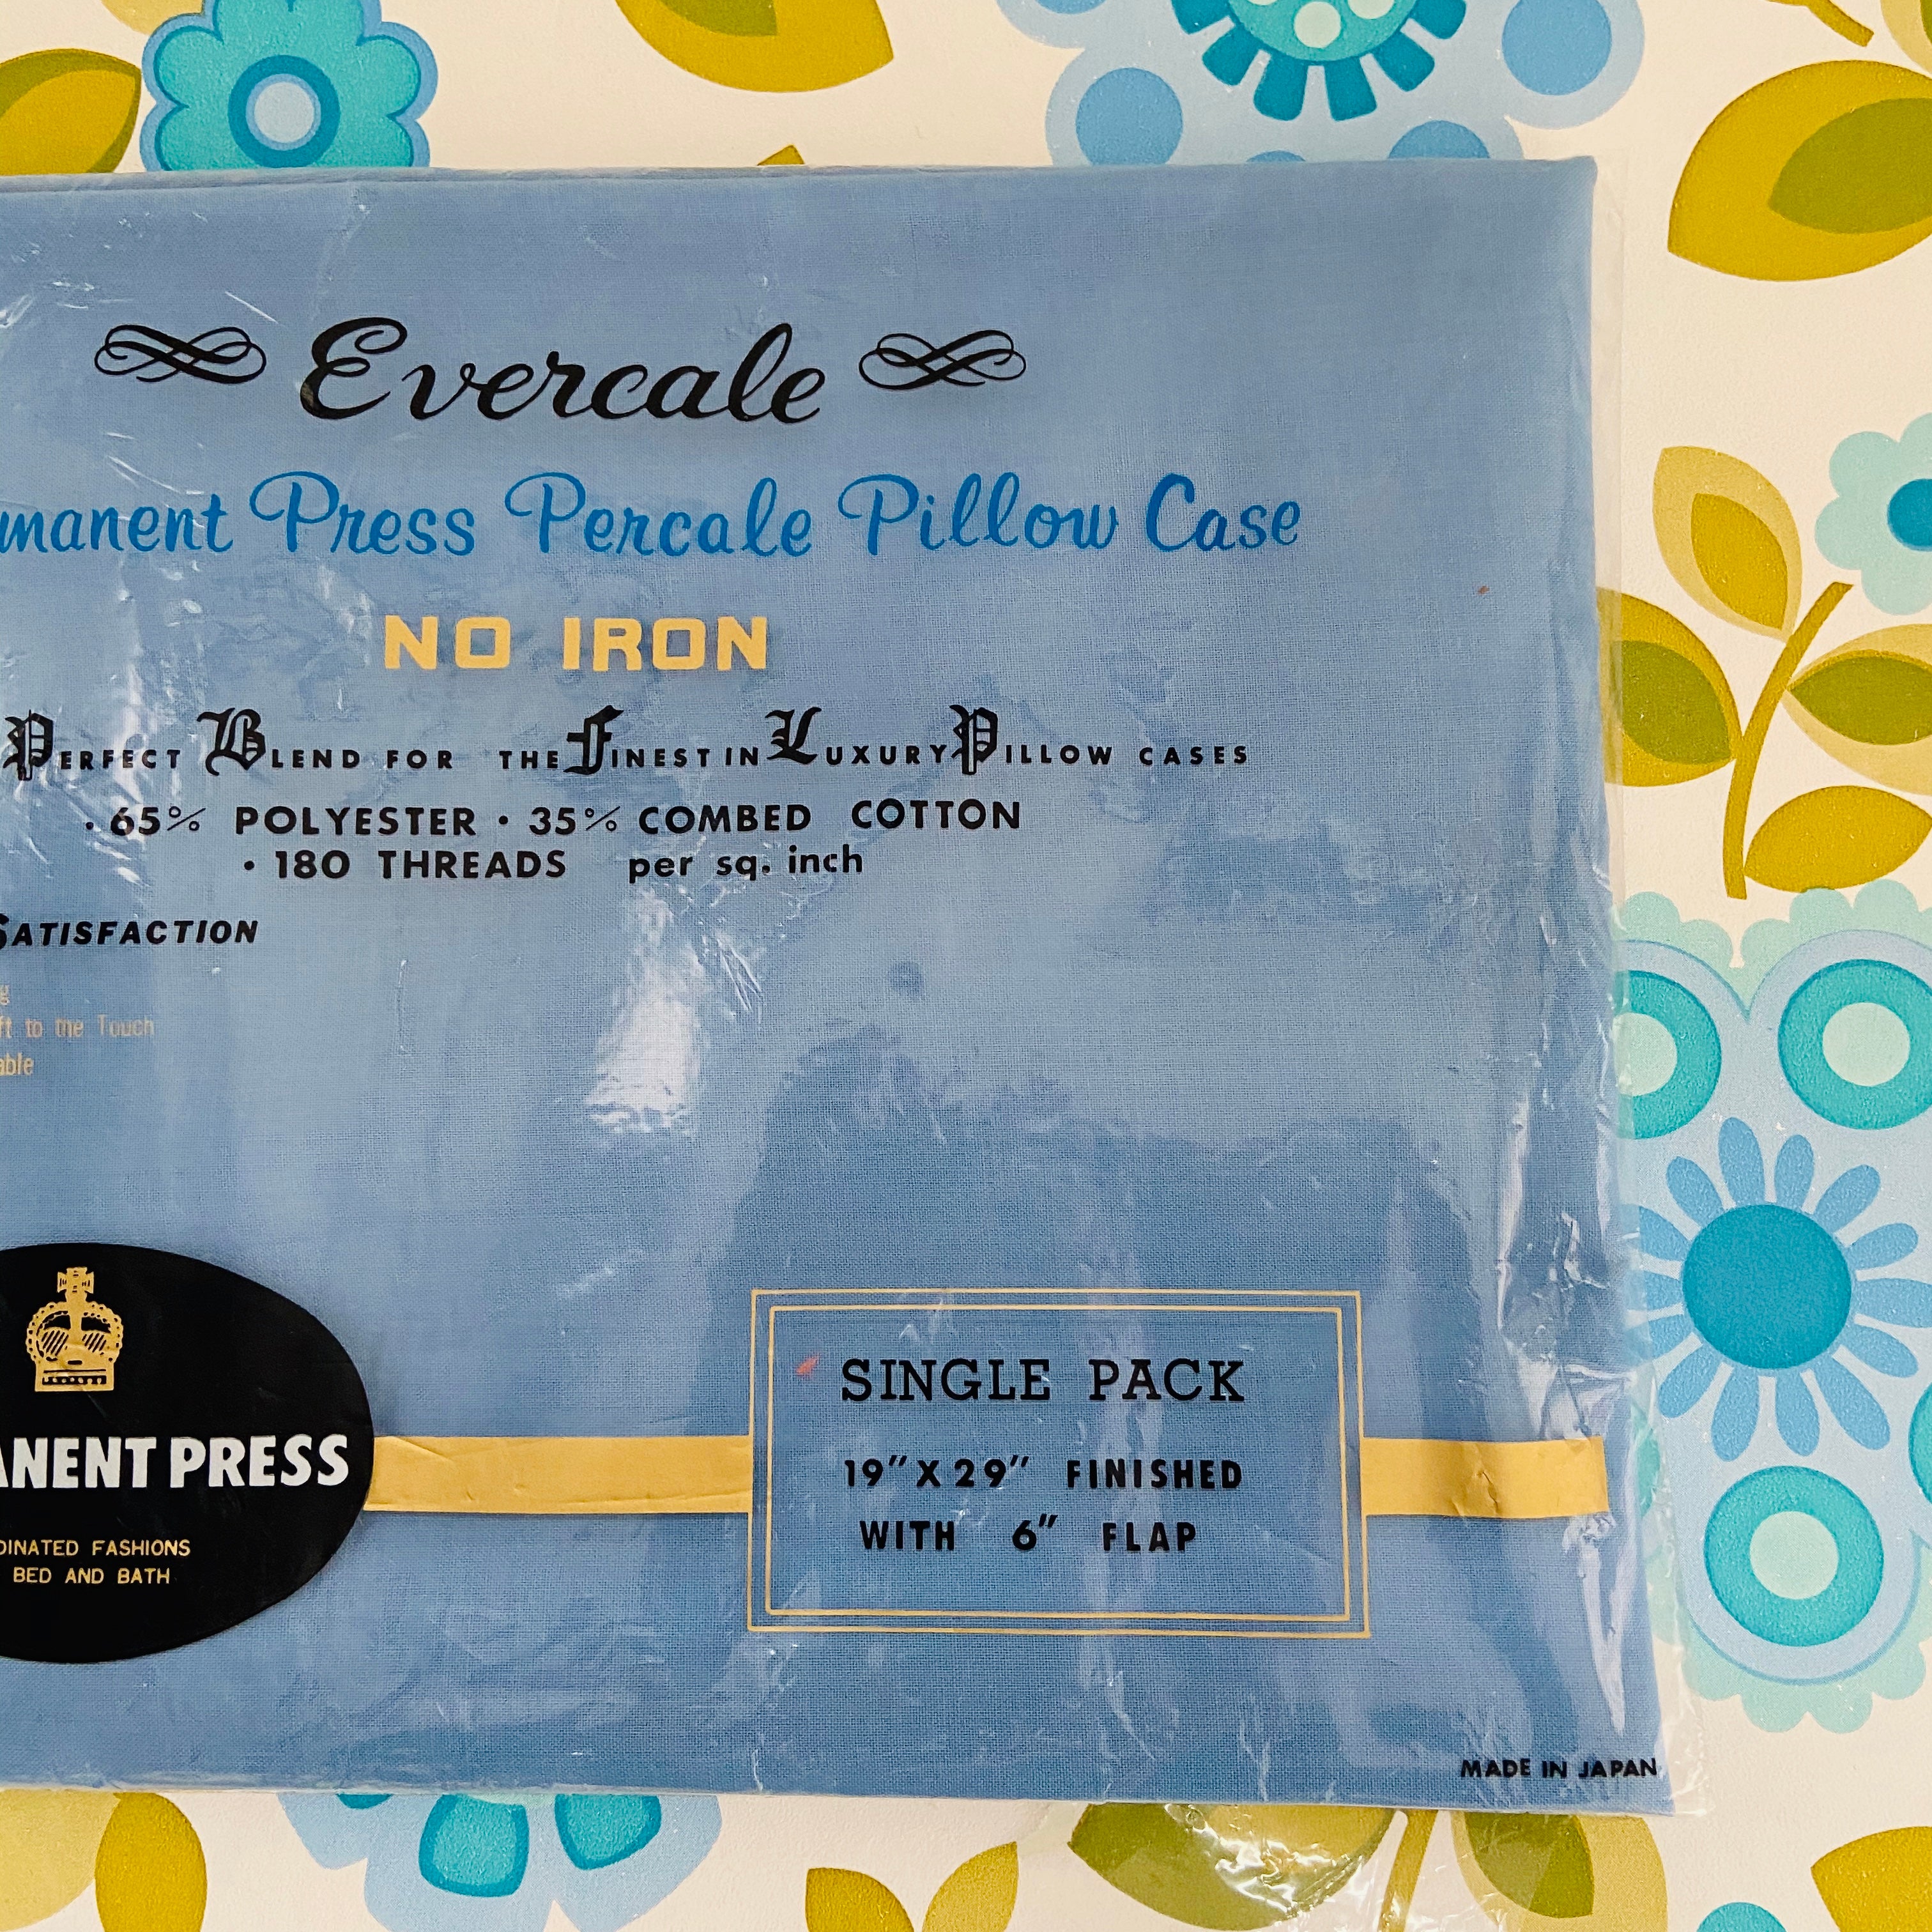 Evercale
manent Press Percale Pillow Case
NO IRON
PERFECT BLEND FOR THE FINEST IN LUXURY PILLOW CASES
· 65% POLYESTER · 35% COMBED COTTON
· 180 THREADS per sq. inch
SATISFACTION
g
ft to the Touch
able
ANENT PRESS
DINATED FASHIONS
BED AND BATH
SINGLE PACK
19" X 29" FINISHED
WITH 6" FLAP
MADE IN JAPAN